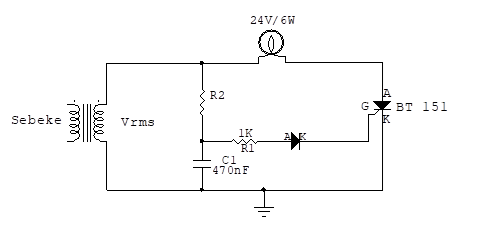 24V/6W
R2
A
G
BT 151
K
Sebeke
Vrms
1K
R1
A
K
C1
470nF